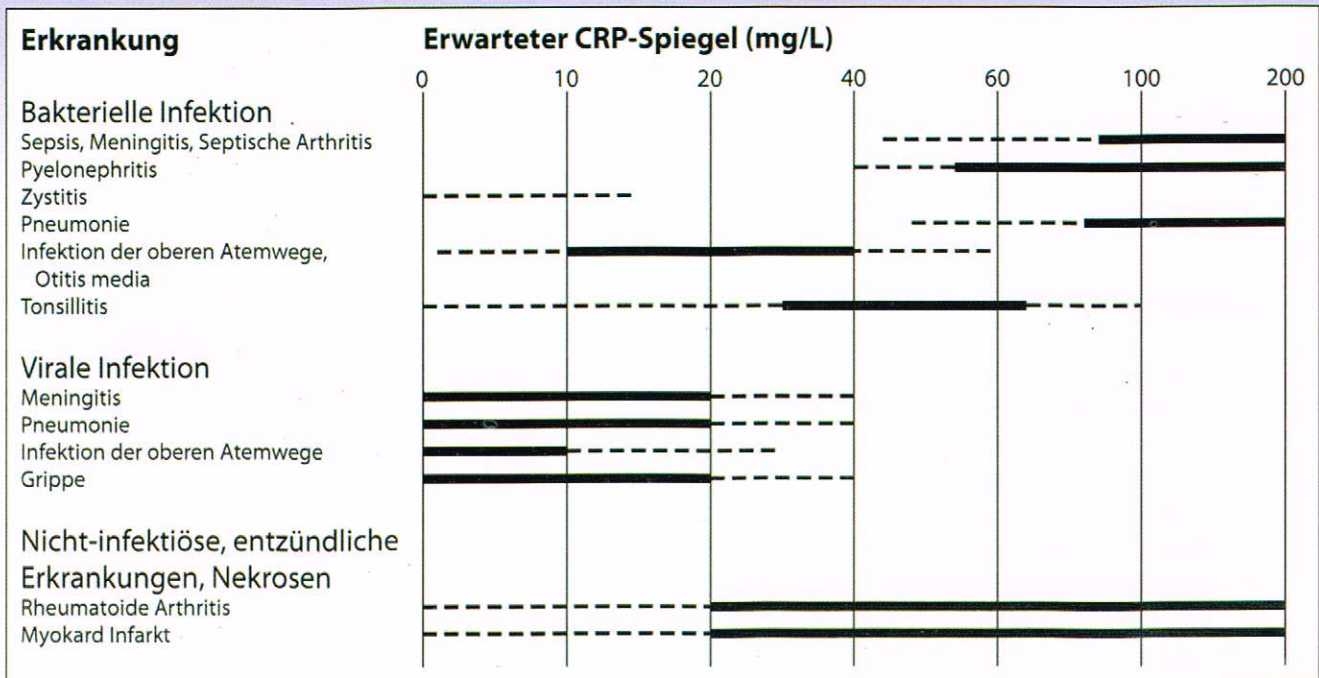 Erkrankung Erwarteter CRP-Spiegel (mg/L)
0 10 20 40 60 100 200
Bakterielle Infektion
Sepsis, Meningitis, Septische Arthritis
Pyelonephritis
Zystitis
Pneumonie
Infektion der oberen Atemwege,
Otitis media
Tonsillitis
Virale Infektion
Meningitis
Pneumonie
Infektion der oberen Atemwege
Grippe
Nicht-infektiöse, entzündliche
Erkrankungen, Nekrosen
Rheumatoide Arthritis
Myokard Infarkt